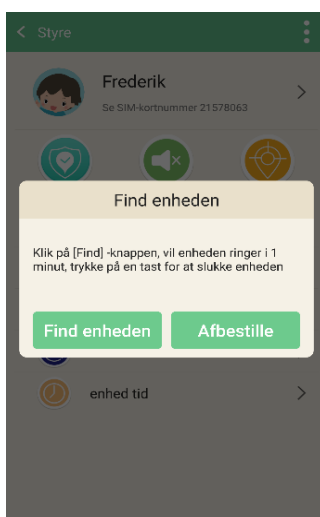 Styre
Frederik
Se SIM-kortnummer 21578063
Find enheden
Klik på [Find] -knappen, vil enheden ringer i 1
minut, trykke på en tast for at slukke enheden
Find enheden
Afbestille
enhed tid